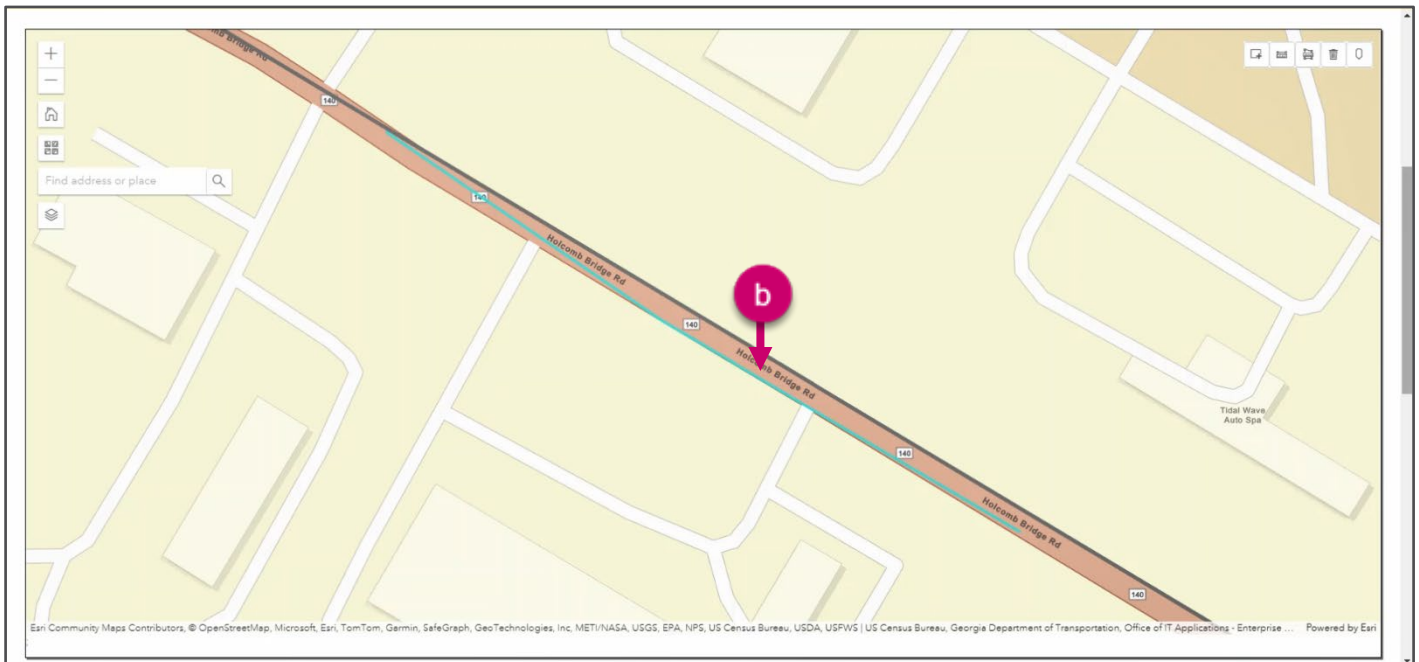 mb Bridge Rd
140
Find address or place
140
Holcomb Bridge Rd
b
140
Holcomb Bridge Rd
Tidal Wave
Auto Spa
140
Holcomb Bridge Rd
140
Esri Community Maps Contributors, © OpenStreetMap, Microsoft, Esri, TomTom, Garmin, SafeGraph, GeoTechnologies, Inc, METI/NASA, USGS, EPA, NPS, US Census Bureau, USDA, USFWS | US Census Bureau, Georgia Department of Transportation, Office of IT Applications - Enterprise ... Powered by Esri